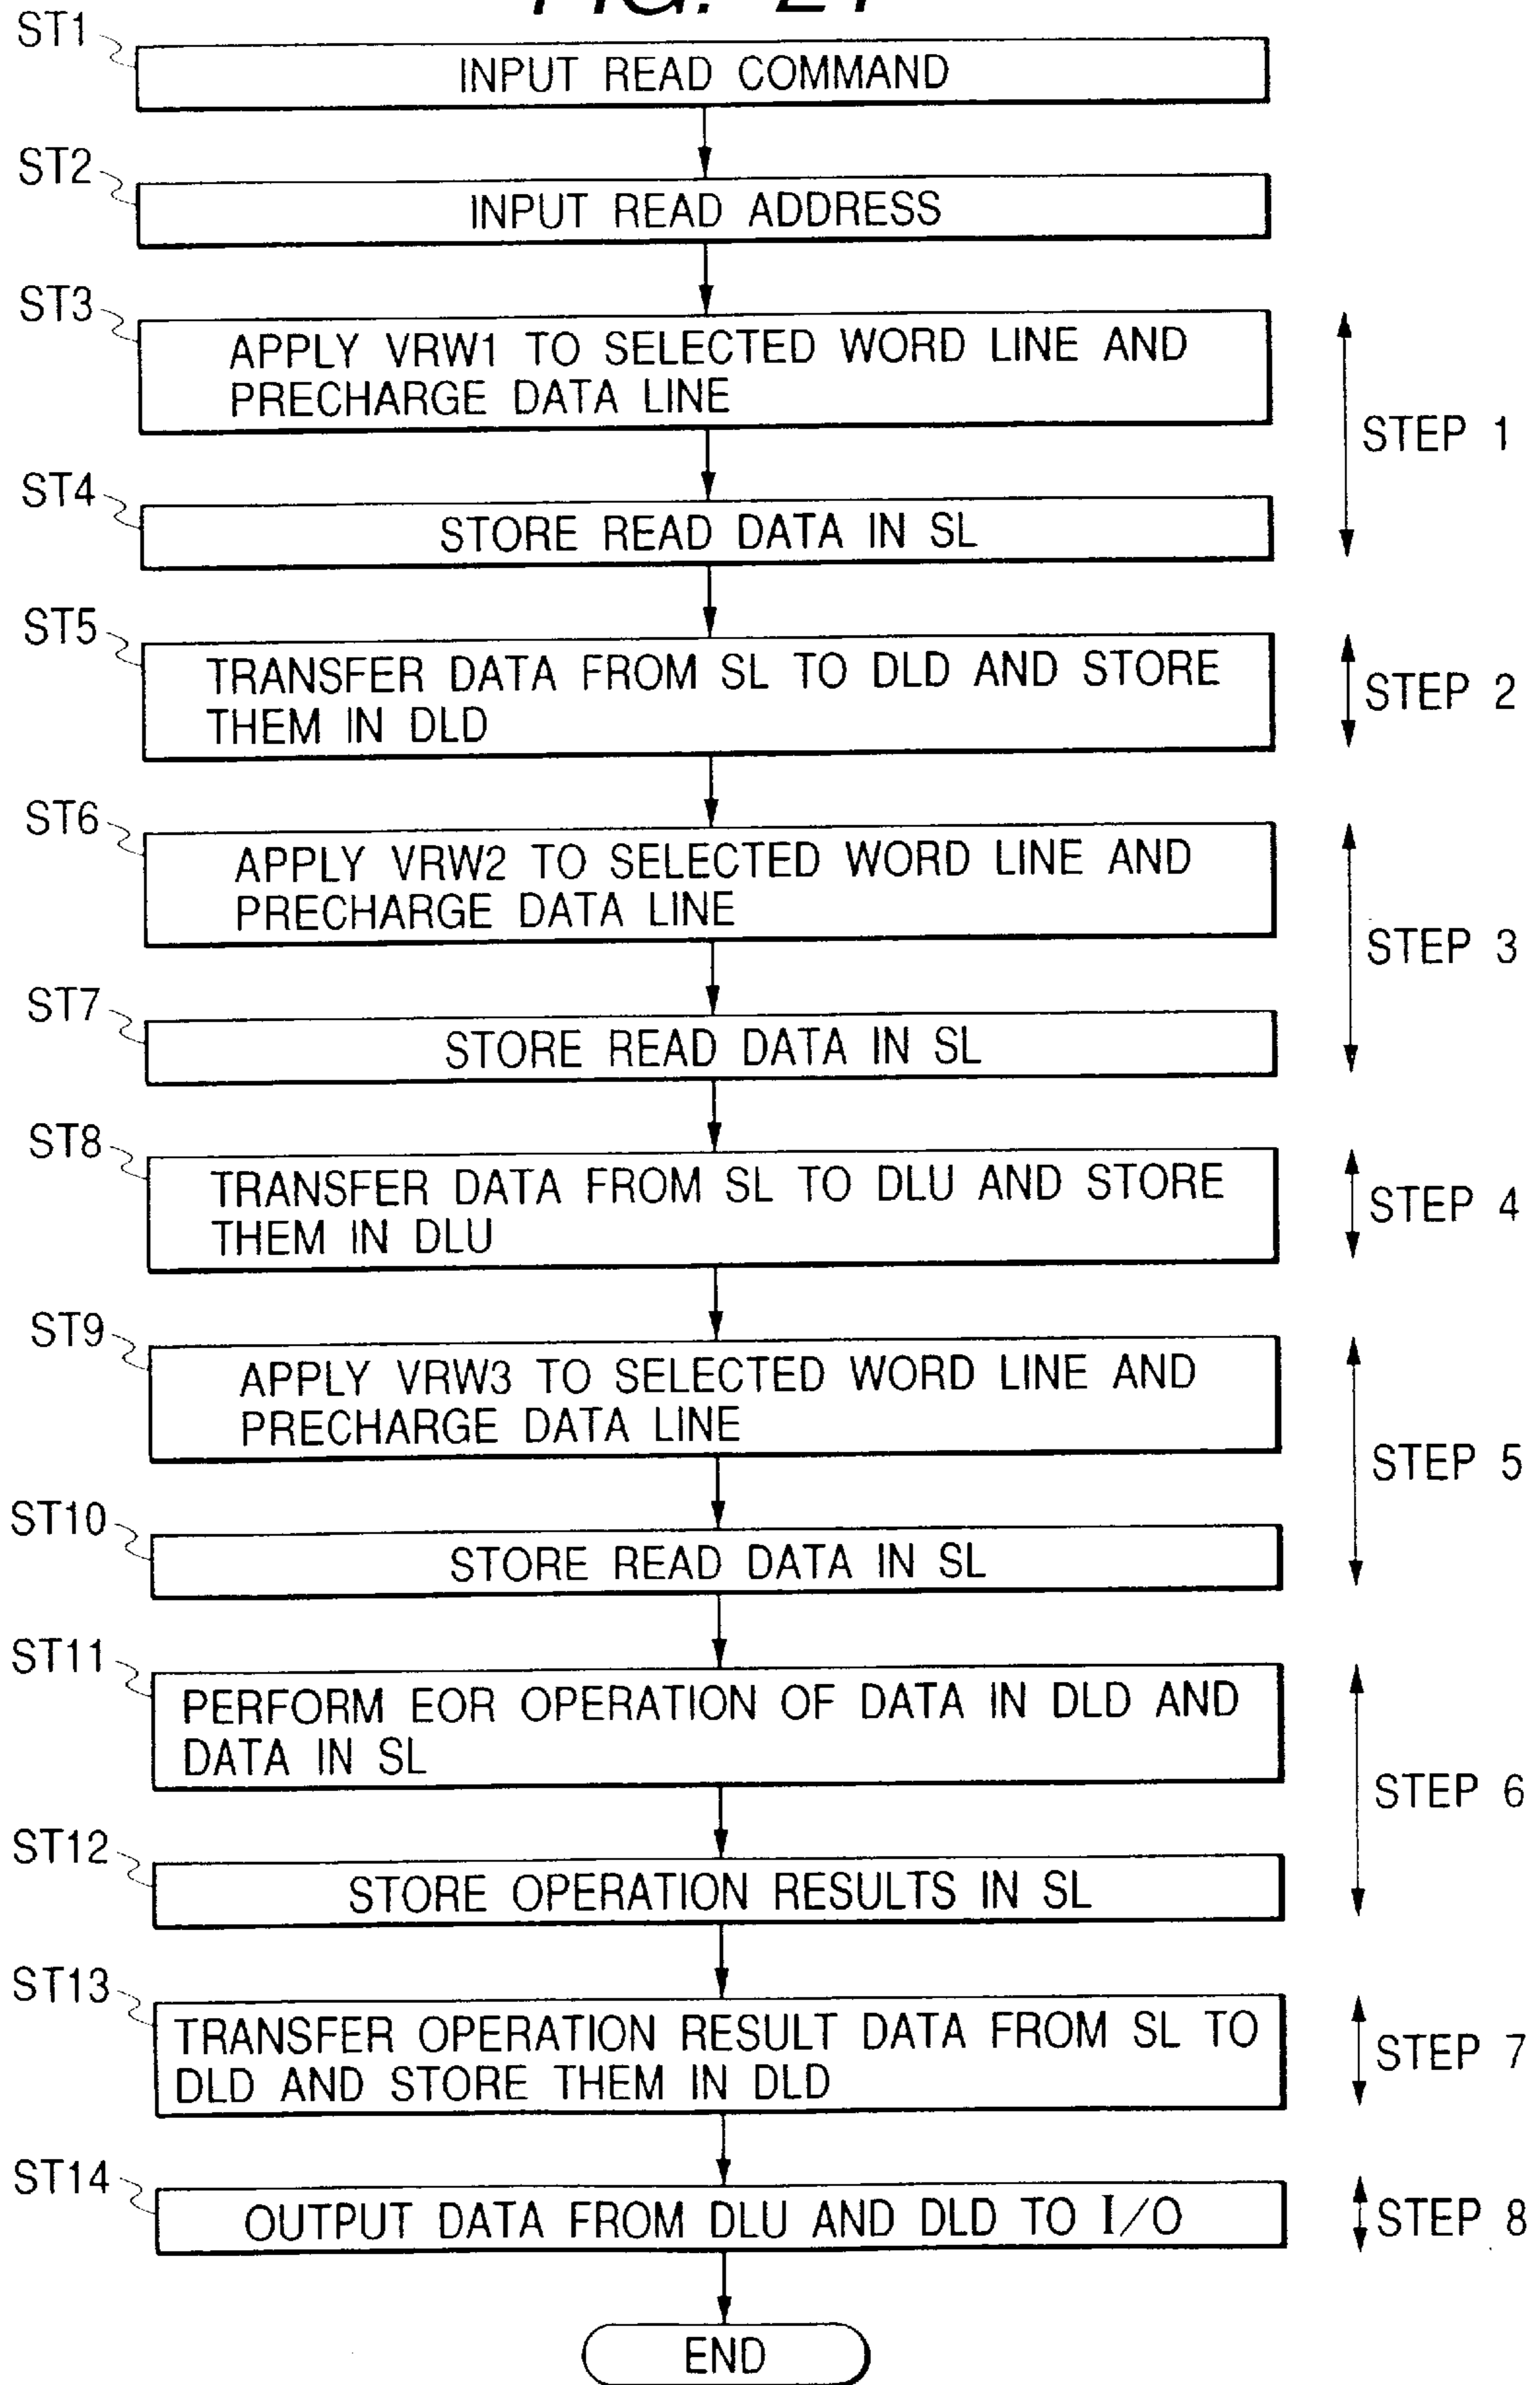 FIG.
ST1
INPUT READ COMMAND
ST2
INPUT READ ADDRESS
ST3
APPLY VRW1 TO SELECTED WORD LINE AND
PRECHARGE DATA LINE
STEP 1
ST4
STORE READ DATA IN SL
ST5
TRANSFER DATA FROM SL TO DLD AND STORE
THEM IN DLD
STEP 2
ST6
APPLY VRW2 TO SELECTED WORD LINE AND
PRECHARGE DATA LINE
STEP 3
ST7
STORE READ DATA IN SL
ST8
TRANSFER DATA FROM SL TO DLU AND STORE
THEM IN DLU
STEP 4
ST9
APPLY VRW3 TO SELECTED WORD LINE AND
PRECHARGE DATA LINE
STEP 5
ST10
STORE READ DATA IN SL
ST11
PERFORM EOR OPERATION OF DATA IN DLD AND
DATA IN SL
STEP 6
ST12
STORE OPERATION RESULTS IN SL
ST13
TRANSFER OPERATION RESULT DATA FROM SL TO
DLD AND STORE THEM IN DLD
STEP 7
ST14
OUTPUT DATA FROM DLU AND DLD TO I/O
STEP 8
END